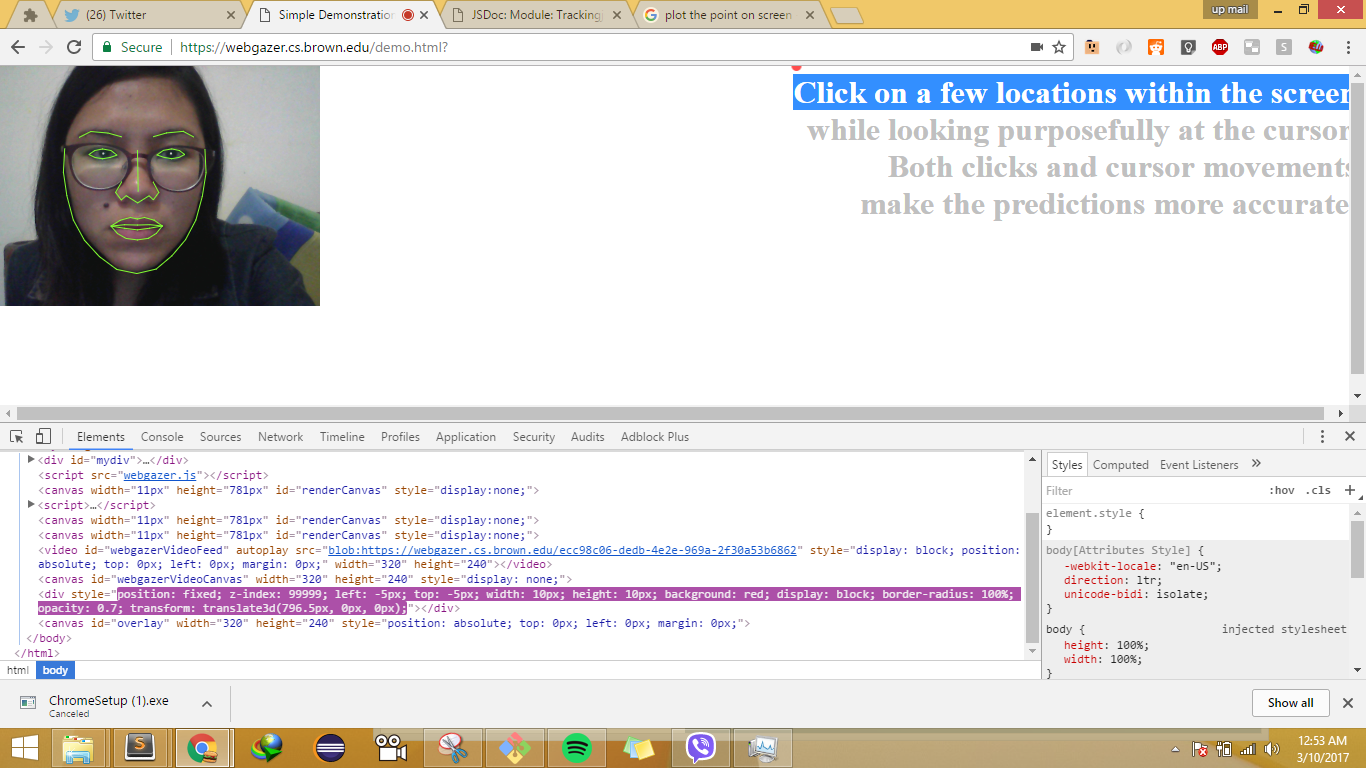 (26) Twitter
Simple Demonstration
JSDoc: Module: Tracking
plot the point on screen
up mail
Secure
https://webgazer.cs.brown.edu/demo.html?
ABP
S
Click on a few locations within the screen
while looking purposefully at the cursor
Both clicks and cursor movements
make the predictions more accurate
Elements Console Sources Network Timeline Profiles Application Security Audits Adblock Plus
<div id="mydiv">…</div>
<script src="webgazer.js"></script>
<canvas width="11px" height="781px" id="renderCanvas" style="display:none;">
<script>…</script>
<canvas width="11px" height="781px" id="renderCanvas" style="display:none;">
<canvas width="11px" height="781px" id="renderCanvas" style="display:none;">
<video id="webgazerVideoFeed" autoplay src="blob:https://webgazer.cs.brown.edu/ecc98c06-dedb-4e2e-969a-2f30a53b6862" style="display: block; position:
absolute; top: 0px; left: 0px; margin: 0px;" width="320" height="240"></video>
<canvas id="webgazerVideoCanvas" width="320" height="240" style="display: none;">
<div style="position: fixed; z-index: 99999; left: -5px; top: -5px; width: 10px; height: 10px; background: red; display: block; border-radius: 100%;
opacity: 0.7; transform: translate3d(796.5px, 0px, 0px);"></div>
<canvas id="overlay" width="320" height="240" style="position: absolute; top: 0px; left: 0px; margin: 0px;">
</body>
</html>
html body
Styles Computed Event Listeners »
Filter :hov .cls +
element.style {
}
body[Attributes Style] {
-webkit-locale: "en-US";
direction: ltr;
unicode-bidi: isolate;
}
body { injected stylesheet
height: 100%;
width: 100%;
}
ChromeSetup (1).exe
Canceled
Show all
S
12:53 AM
3/10/2017